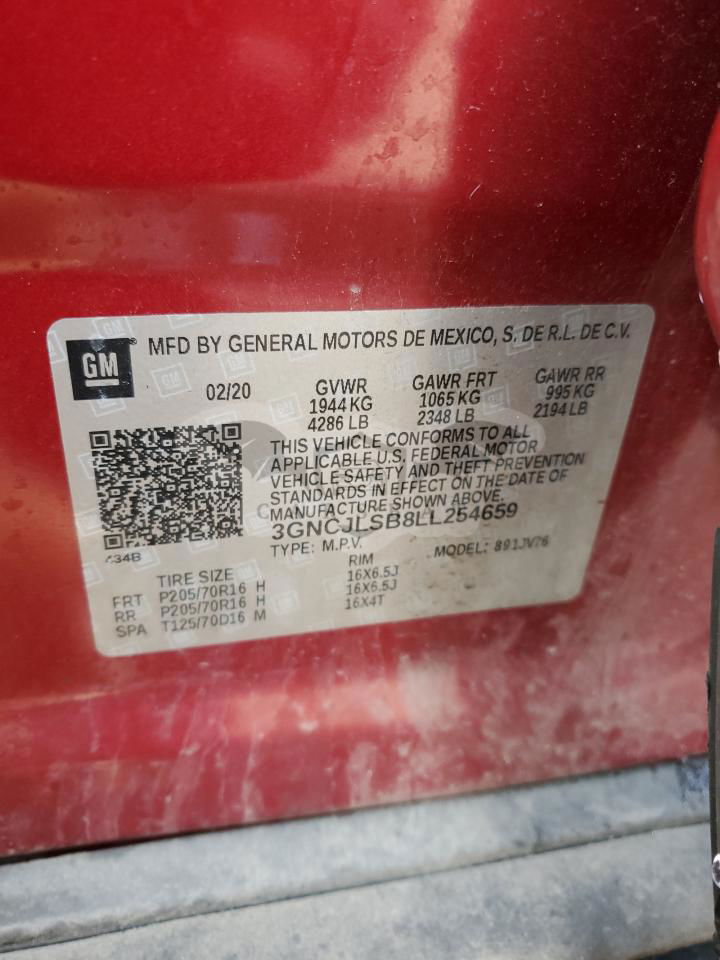 GM
MFD BY GENERAL MOTORS DE MEXICO, S. DE R.L. DE C.V.
02/20 GVWR GAWR FRT GAWR RR
1944 KG 1065 KG 995 KG
4286 LB 2348 LB 2194 LB
THIS VEHICLE CONFORMS TO ALL
APPLICABLE U.S. FEDERAL MOTOR
VEHICLE SAFETY AND THEFT PREVENTION
STANDARDS IN EFFECT ON THE DATE OF
MANUFACTURE SHOWN ABOVE.
3GNCJLSB8LL254659
TYPE: M.P.V. MODEL: 891JV76
TIRE SIZE RIM
FRT P205/70R16 H 16X6.5J
RR P205/70R16 H 16X6.5J
SPA T125/70D16 M 16X4T